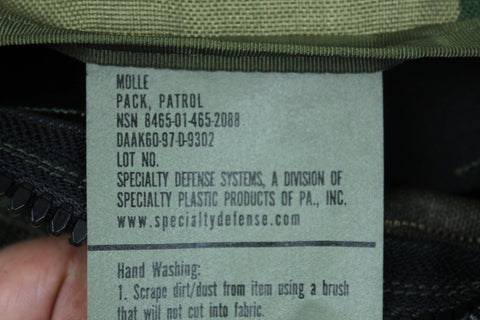 MOLLE
PACK, PATROL
NSN 8465-01-465-2088
DAAK60-97-D-9302
LOT NO.
SPECIALTY DEFENSE SYSTEMS, A DIVISION OF
SPECIALTY PLASTIC PRODUCTS OF PA., INC.
www.specialtydefense.com
Hand Washing:
1. Scrape dirt/dust from item using a brush
that will not cut into fabric.